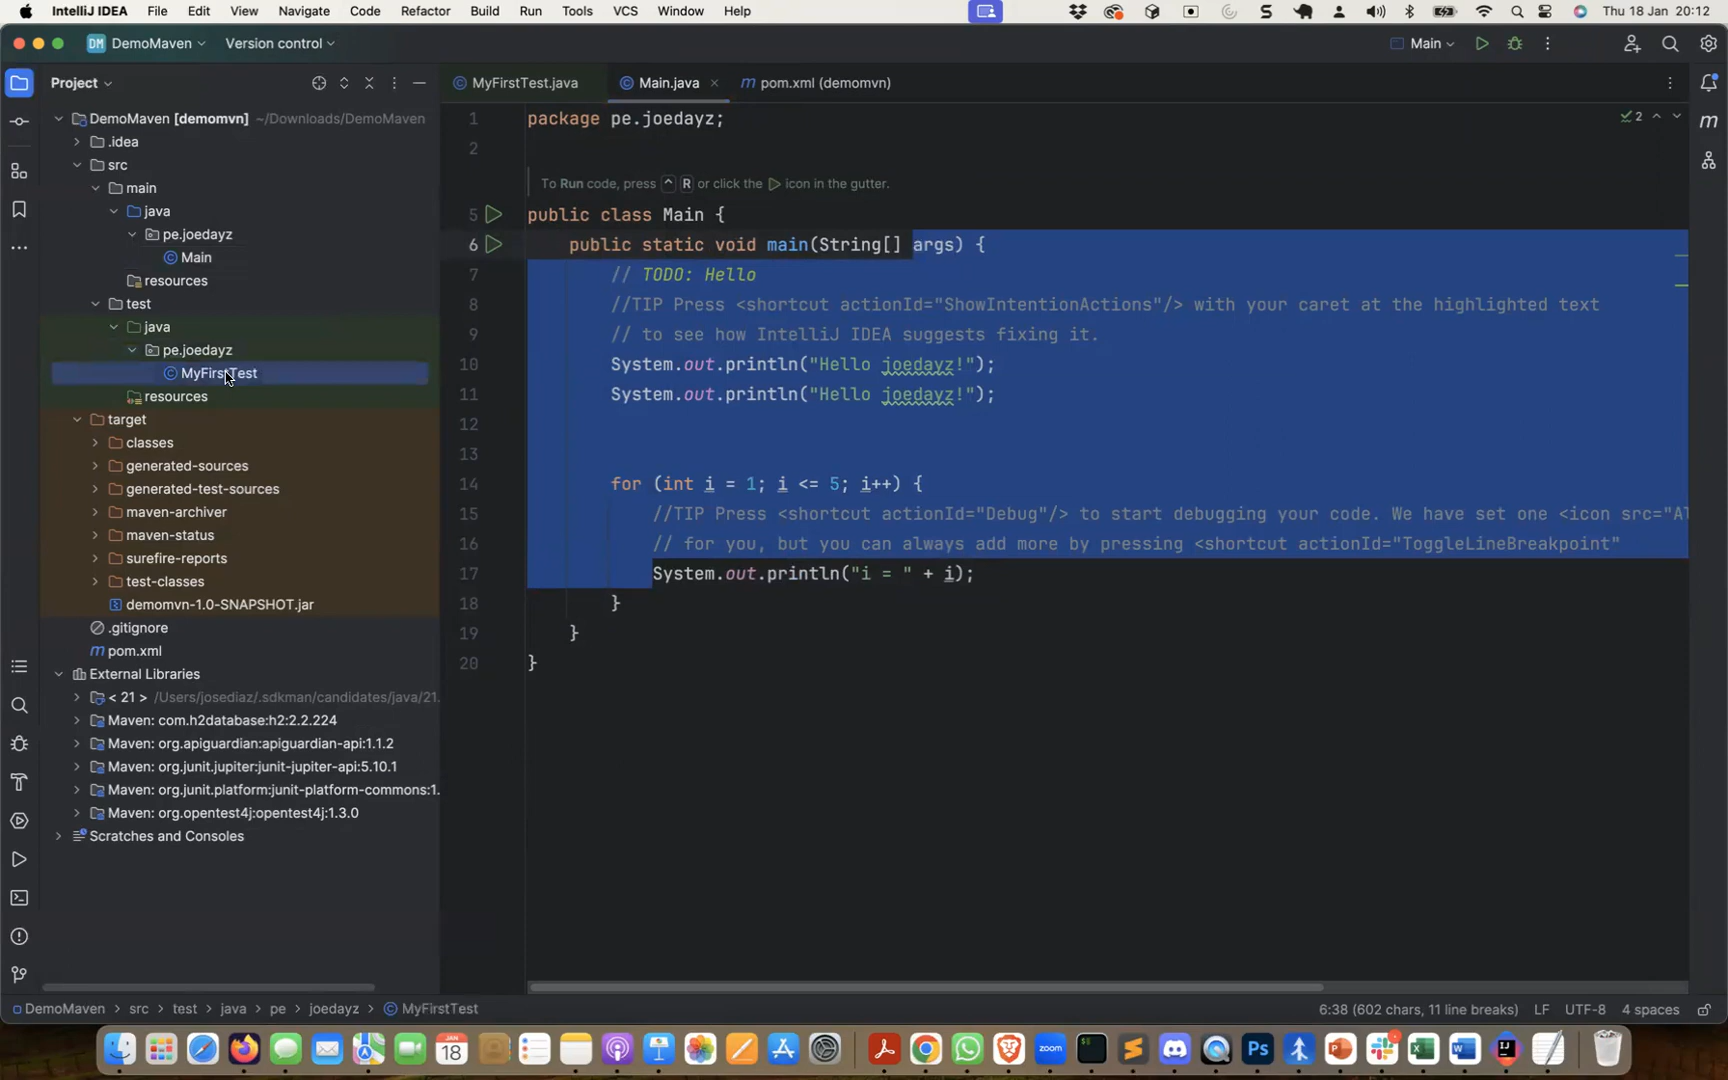 IntelliJ IDEA File Edit View Navigate Code Refactor Build Run Tools VCS Window Help Thu 18 Jan 20:12
DM DemoMaven Version control Main
Project
MyFirstTest.java Main.java pom.xml (demomvn)
DemoMaven [demomvn] ~/Downloads/DemoMaven
.idea
src
main
java
pe.joedayz
Main
resources
test
java
pe.joedayz
MyFirstTest
resources
target
classes
generated-sources
generated-test-sources
maven-archiver
maven-status
surefire-reports
test-classes
demomvn-1.0-SNAPSHOT.jar
.gitignore
pom.xml
External Libraries
< 21 > /Users/josediaz/.sdkman/candidates/java/21.
Maven: com.h2database:h2:2.2.224
Maven: org.apiguardian:apiguardian-api:1.1.2
Maven: org.junit.jupiter:junit-jupiter-api:5.10.1
Maven: org.junit.platform:junit-platform-commons:1.
Maven: org.opentest4j:opentest4j:1.3.0
Scratches and Consoles
1 package pe.joedayz; 2
2
To Run code, press ^ R or click the icon in the gutter.
5 public class Main {
6 public static void main(String[] args) {
7 // TODO: Hello
8 //TIP Press <shortcut actionId="ShowIntentionActions"/> with your caret at the highlighted text
9 // to see how IntelliJ IDEA suggests fixing it.
10 System.out.println("Hello joedayz!");
11 System.out.println("Hello joedayz!");
12
13
14 for (int i = 1; i <= 5; i++) {
15 //TIP Press <shortcut actionId="Debug"/> to start debugging your code. We have set one <icon src="Al
16 // for you, but you can always add more by pressing <shortcut actionId="ToggleLineBreakpoint"
17 System.out.println("i = " + i);
18 }
19 }
20 }
DemoMaven > src > test > java > pe > joedayz > MyFirstTest 6:38 (602 chars, 11 line breaks) LF UTF-8 4 spaces
JAN
18
zoom
Ps